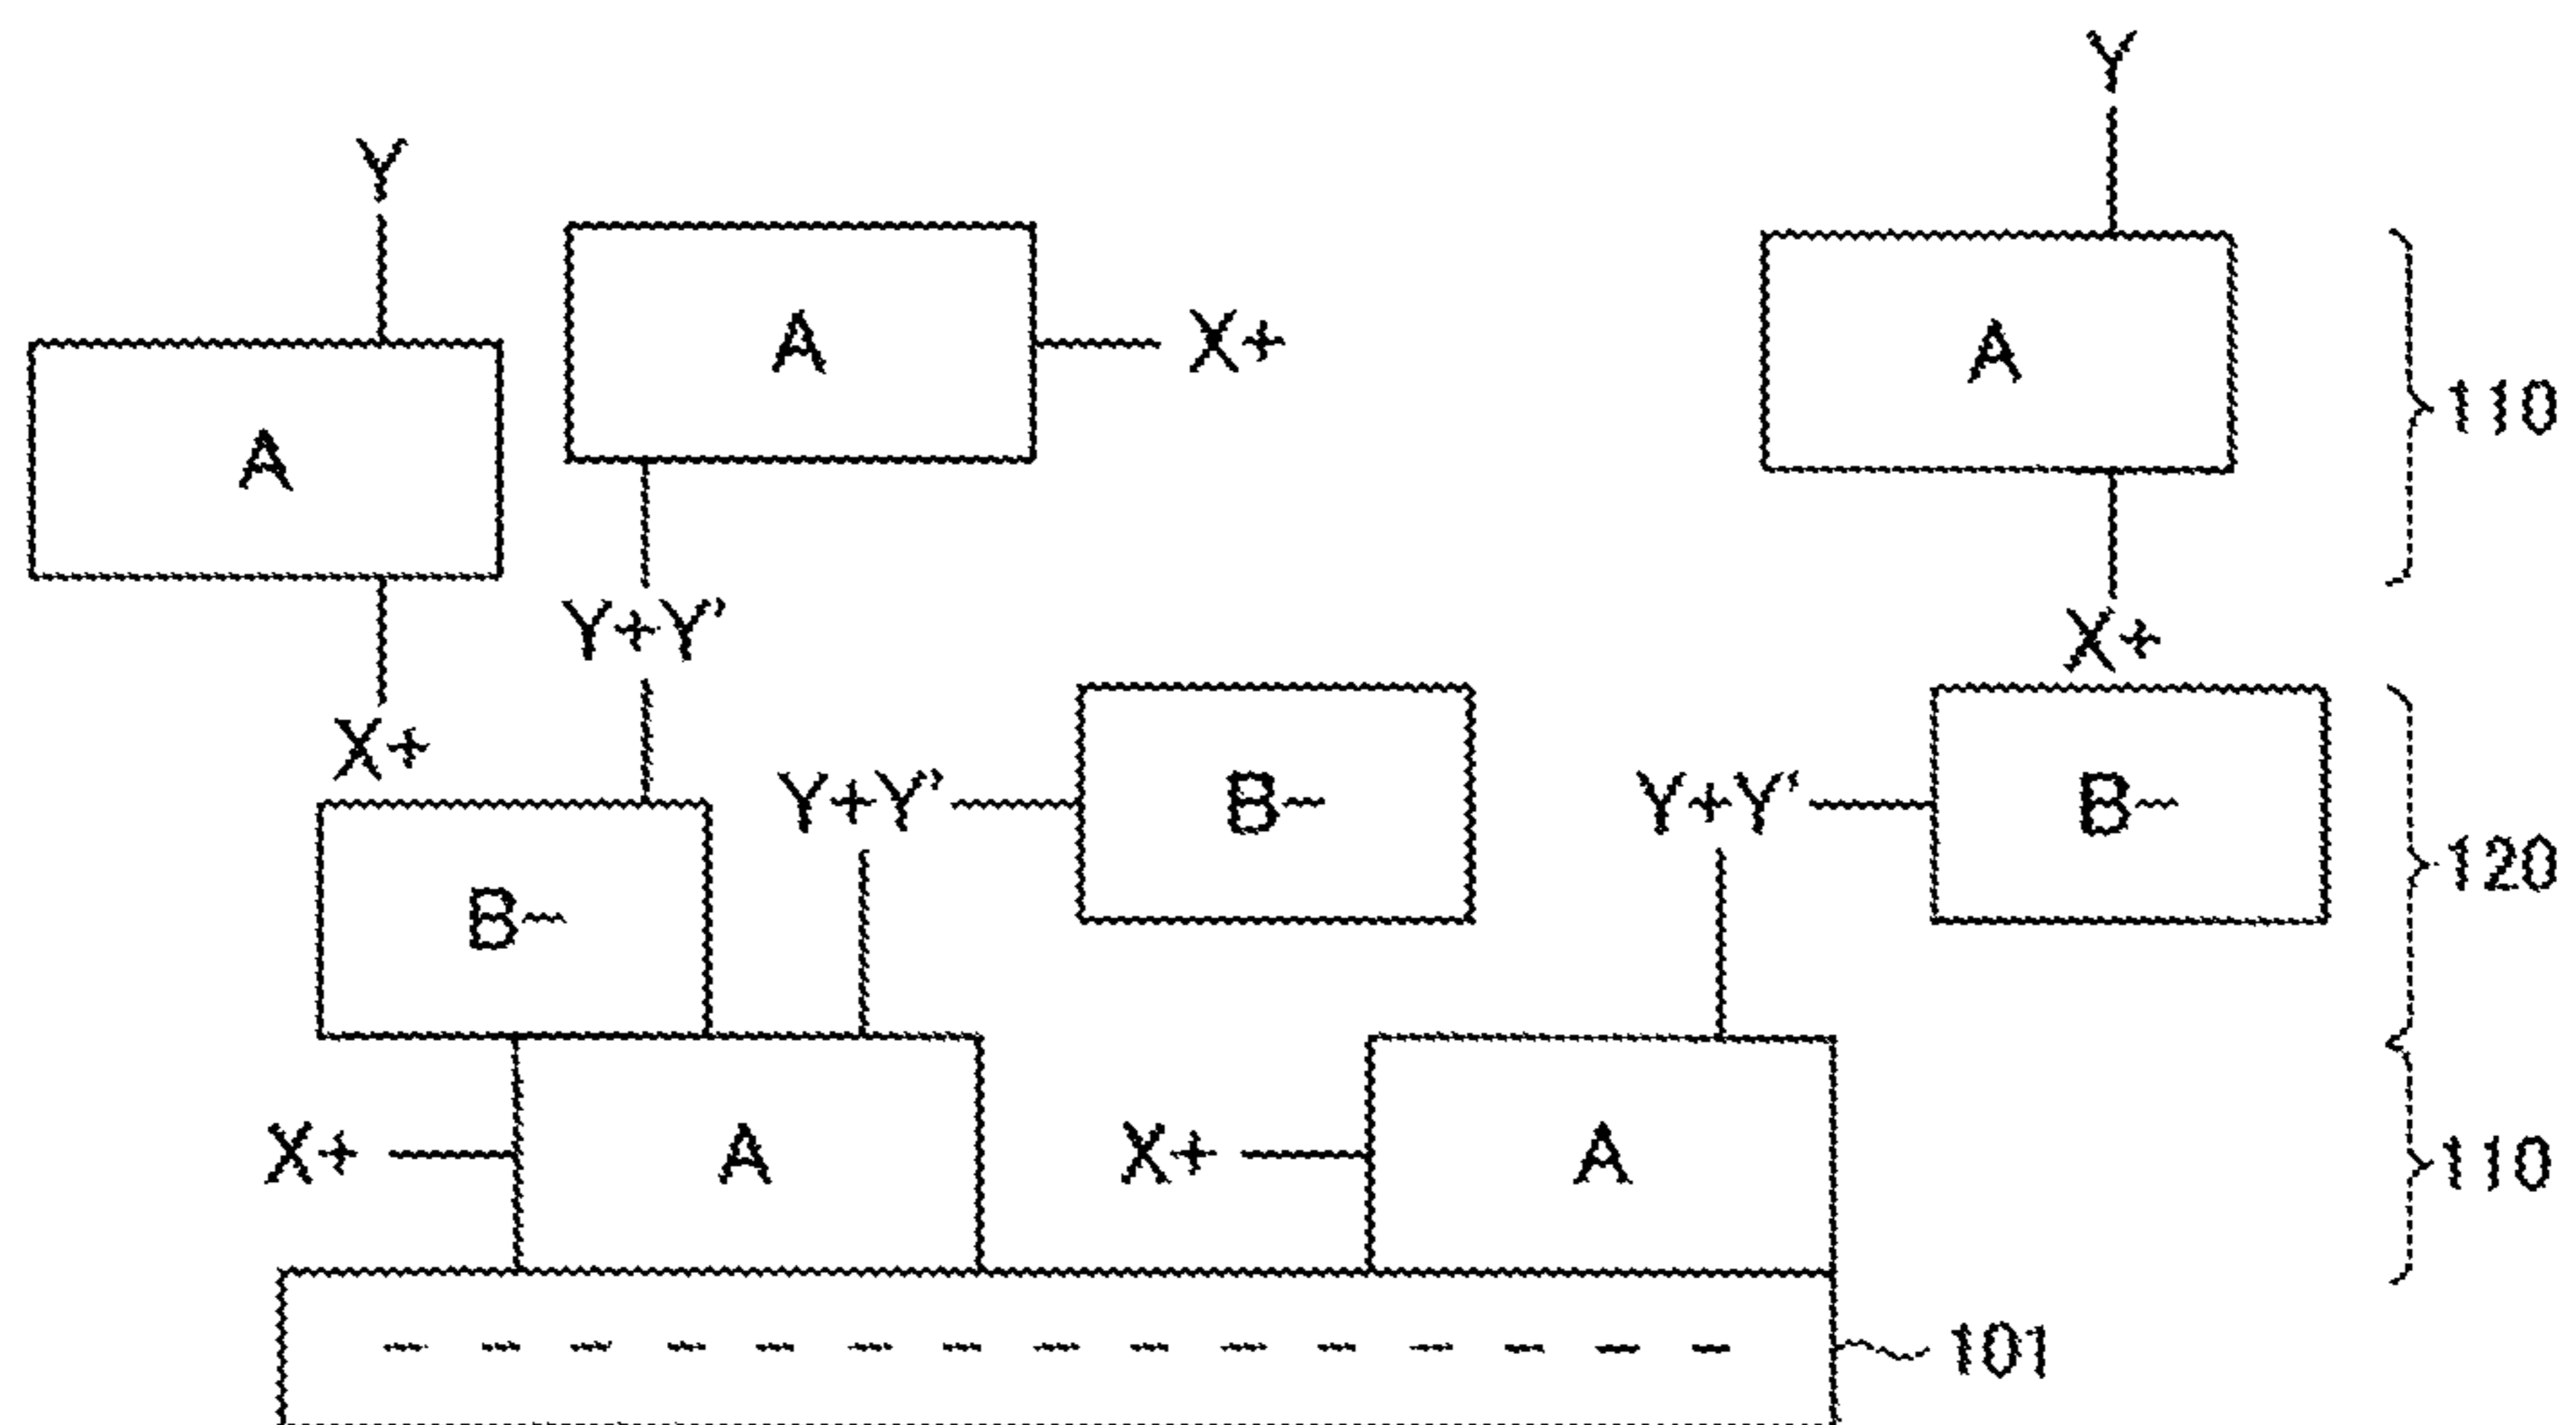 Y
Y
A
X+
A
A
110
Y+Y'
X+
X+
Y+Y'
B-
Y+Y'
B-
120
B-
X+
A
X+
A
110
- - - - - - - - - - - - - - -
101